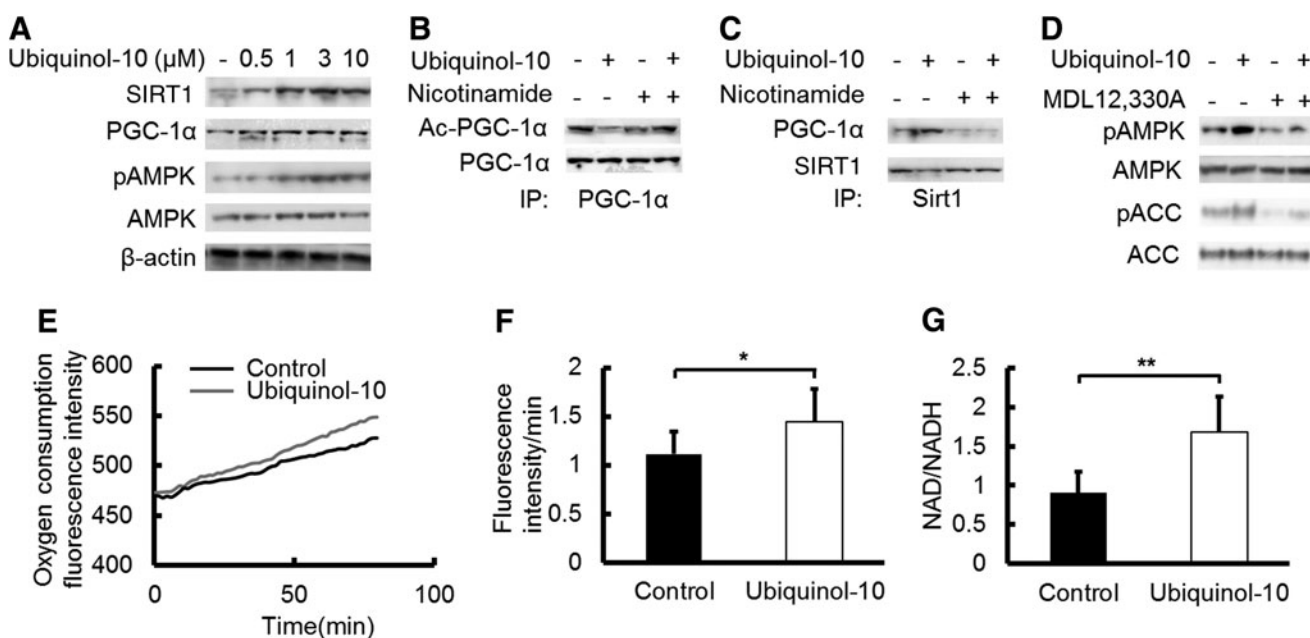 A
Ubiquinol-10 (µM) - 0.5 1 3 10
SIRT1
PGC-1α
pAMPK
AMPK
β-actin
B
Ubiquinol-10 - + - +
Nicotinamide - - + +
Ac-PGC-1α
PGC-1α
IP: PGC-1α
C
Ubiquinol-10 - + - +
Nicotinamide - - + +
PGC-1α
SIRT1
IP: Sirt1
D
Ubiquinol-10 - + - +
MDL12,330A - - + +
pAMPK
AMPK
pACC
ACC
E
Oxygen consumption
fluorescence intensity
600
550
500
450
400
Control
Ubiquinol-10
0 50 100
Time(min)
F
Fluorescence
intensity/min
2
1.5
1
0.5
0
*
Control Ubiquinol-10
G
NAD/NADH
2.5
2
1.5
1
0.5
0
**
Control Ubiquinol-10